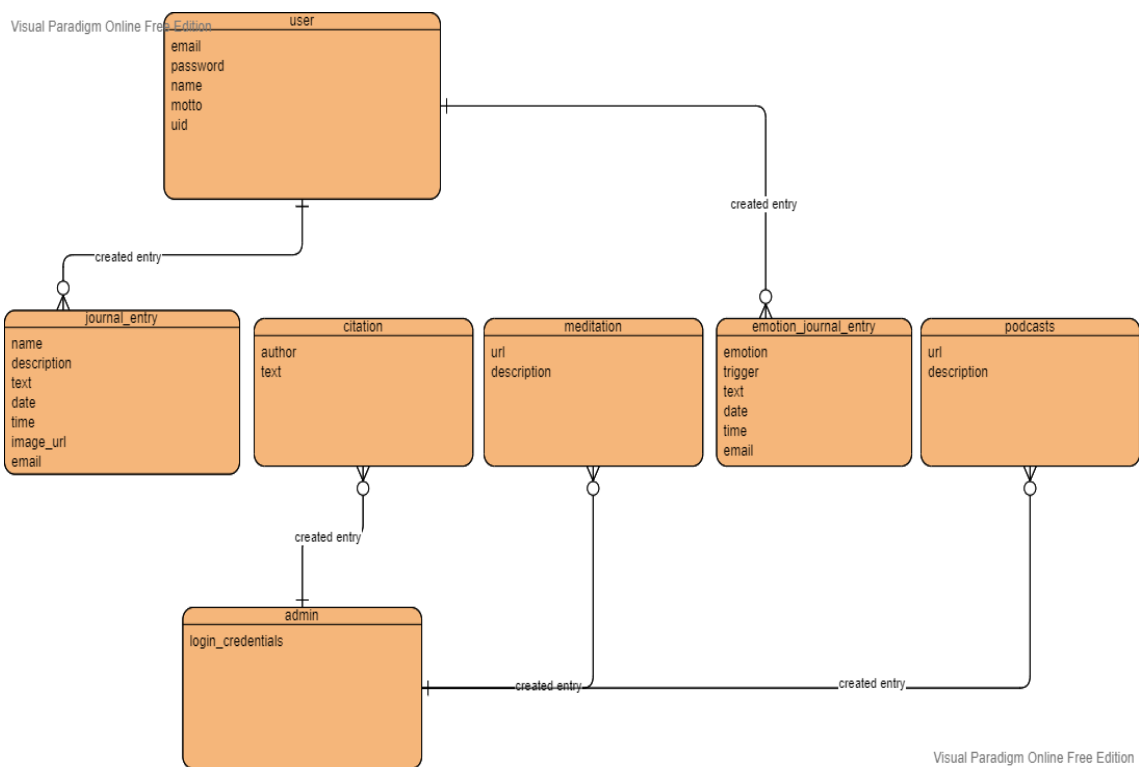 Visual Paradigm Online Free Edition
user
email
password
name
motto
uid
created entry
created entry
journal_entry
name
description
text
date
time
image_url
email
citation
author
text
meditation
url
description
emotion_journal_entry
emotion
trigger
text
date
time
email
podcasts
url
description
created entry
admin
login_credentials
created entry
created entry
Visual Paradigm Online Free Edition